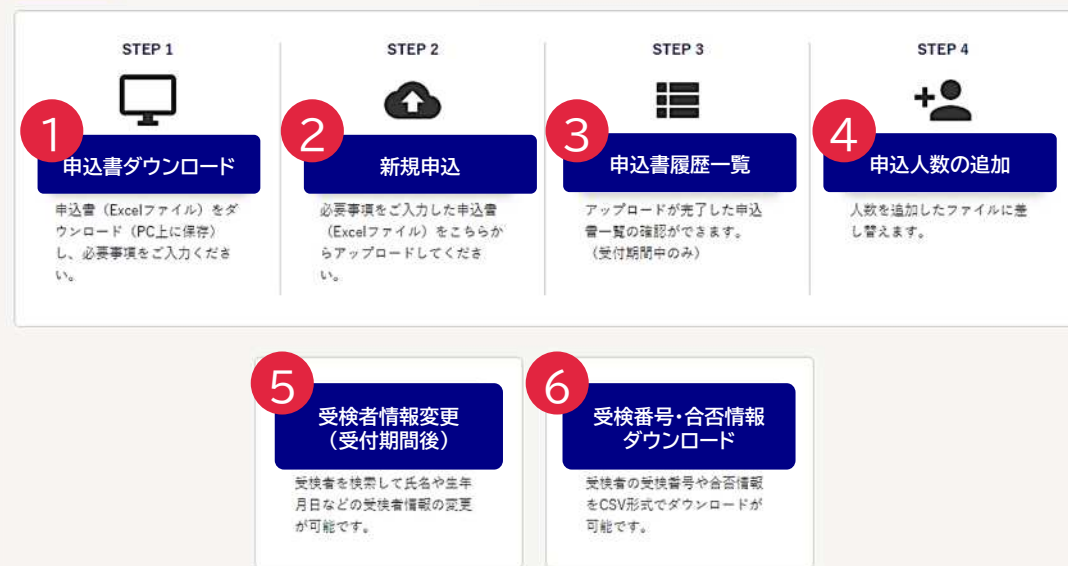 STEP 1
1
申込書ダウンロード
申込書（Excelファイル）をダ
ウンロード（PC上に保存）
し、必要事項をご入力くださ
い。
STEP 2
2
新規申込
必要事項をご入力した申込書
（Excelファイル）をこちらか
らアップロードしてくださ
い。
STEP 3
3
申込書履歴一覧
アップロードが完了した申込
書一覧の確認ができます。
（受付期間中のみ）
STEP 4
4
申込人数の追加
人数を追加したファイルに差
し替えます。
5
受検者情報変更
（受付期間後）
受検者を検索して氏名や生年
月日などの受検者情報の変更
が可能です。
6
受検番号・合否情報
ダウンロード
受検者の受検番号や合否情報
をCSV形式でダウンロードが
可能です。